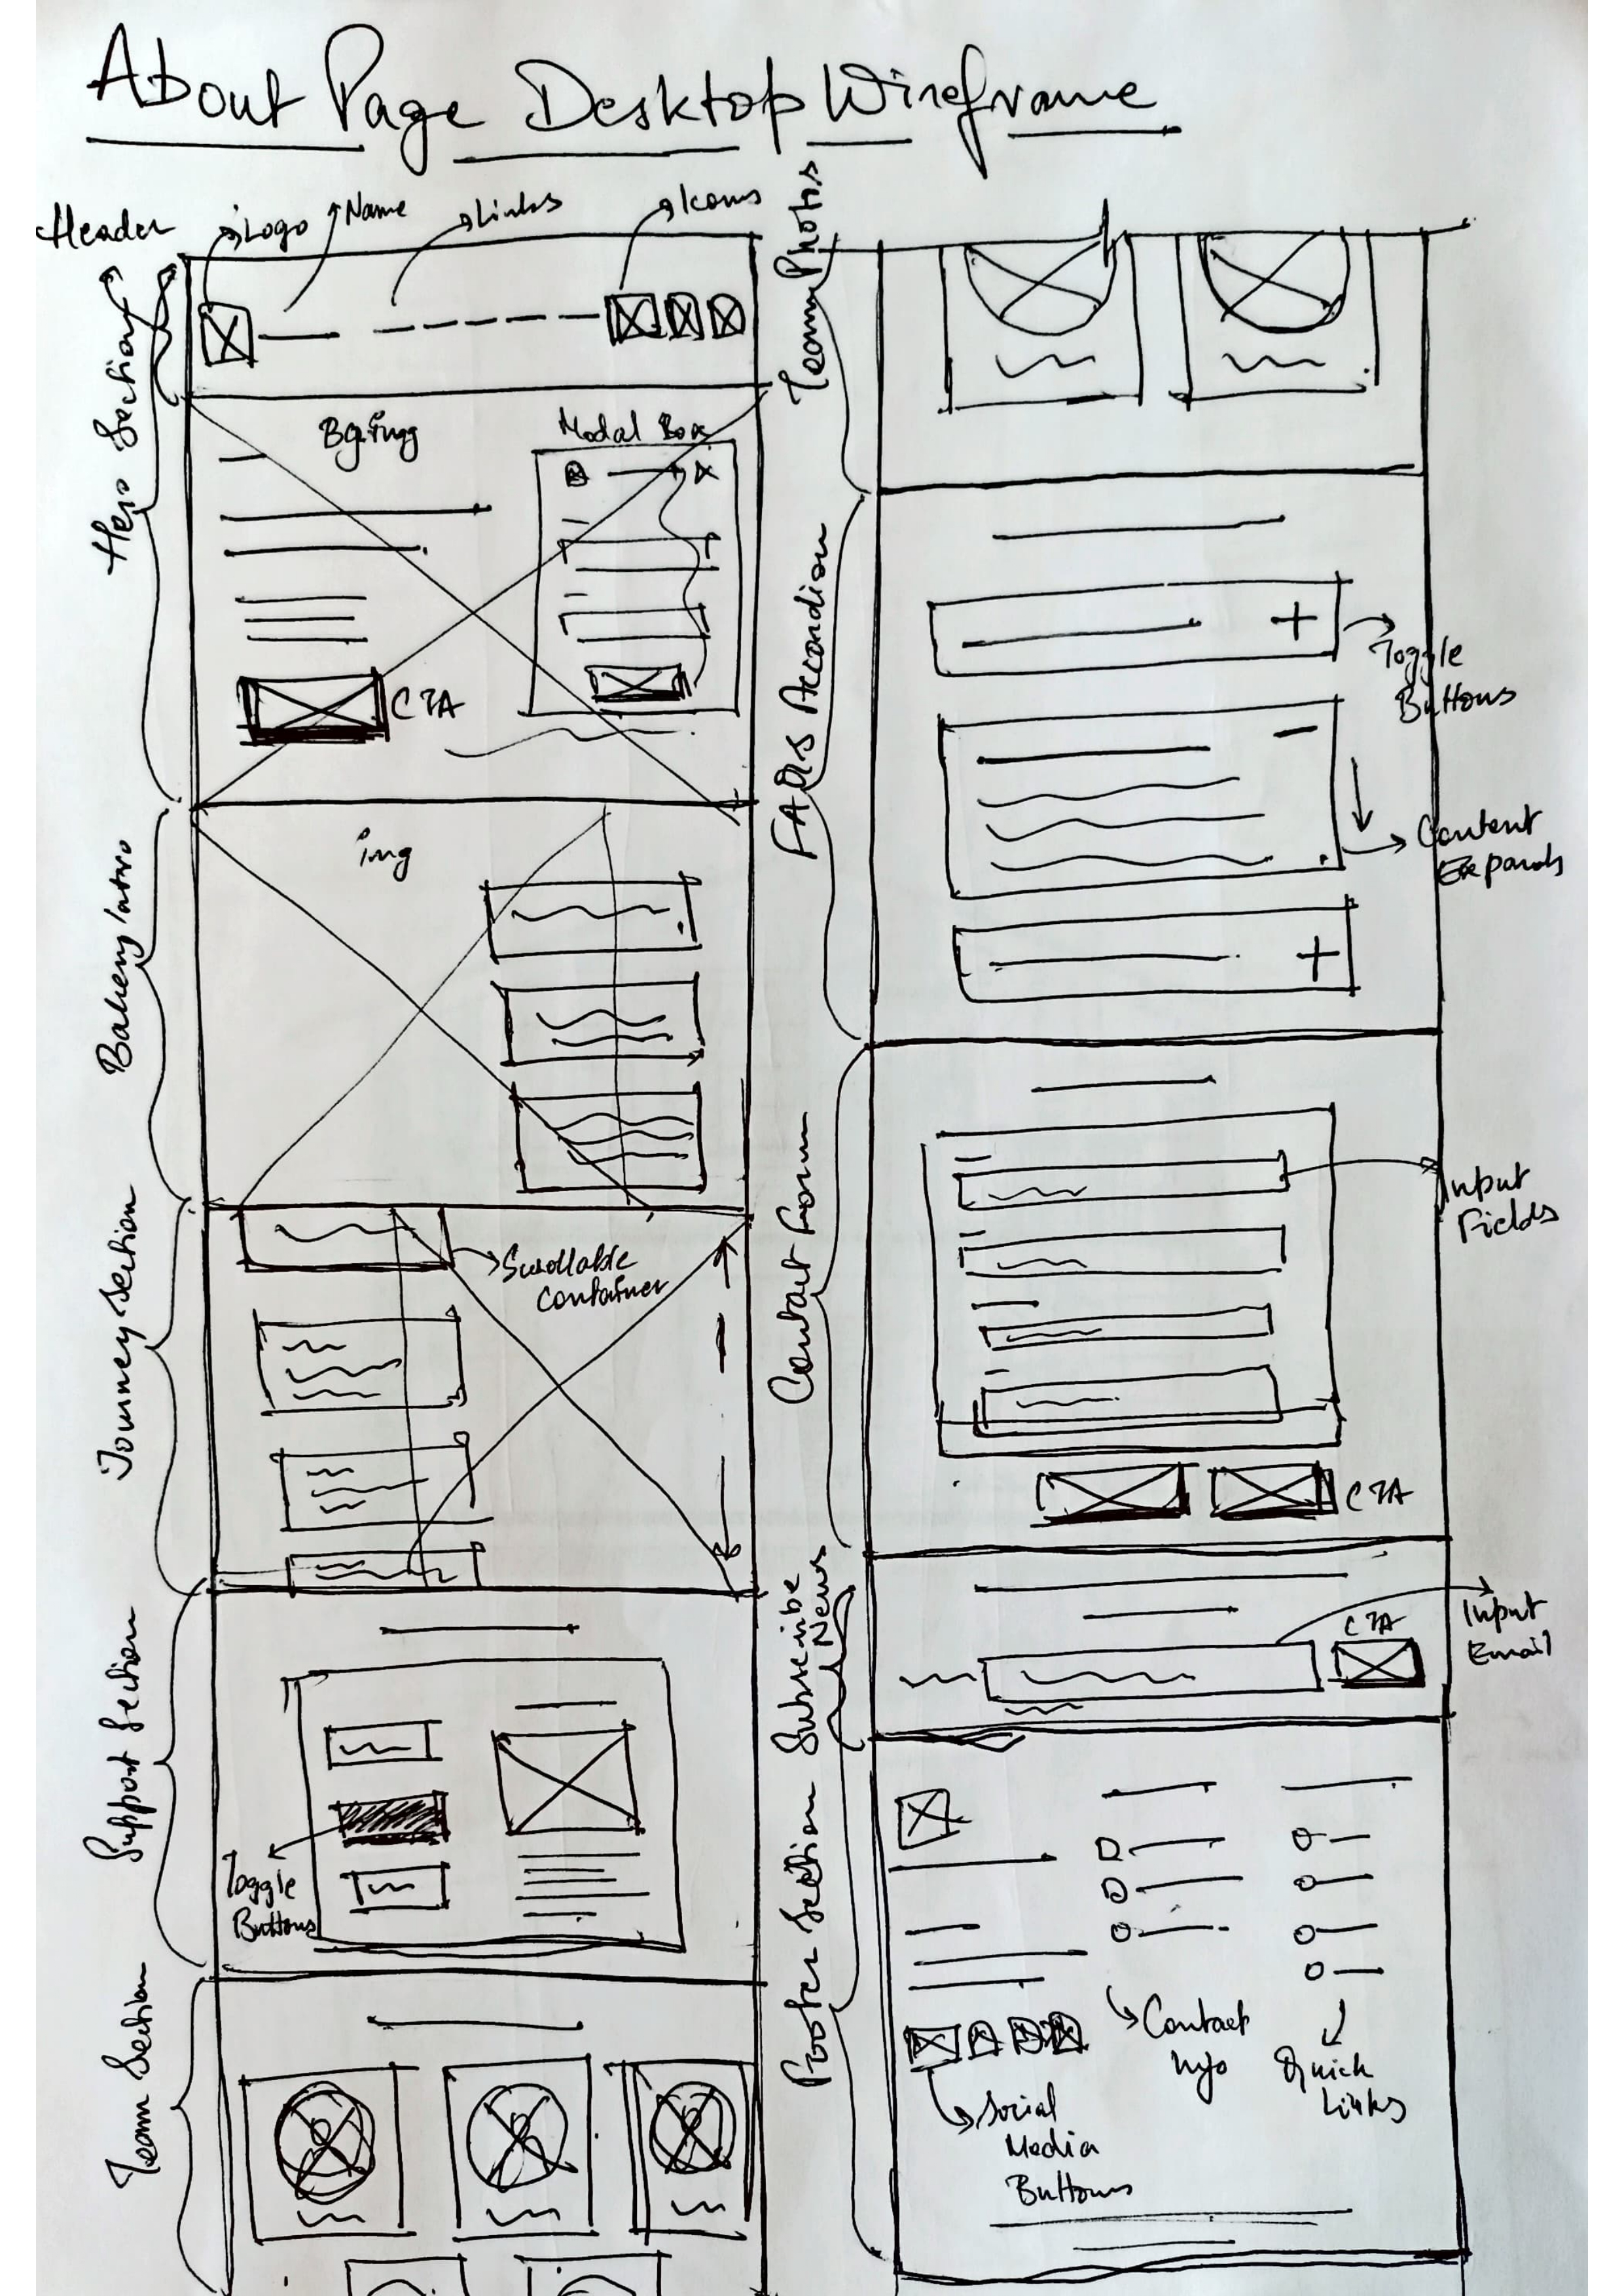 About Page Desktop Wireframe
Header
Logo
Name
Links
Icons
Hero Section
Bg.img
Modal Box
CTA
Bakery Intro
img
Journey Section
Scrollable
Container
Support Section
Toggle
Buttons
Team Section
Team Photos
FAQs Accordion
Toggle
Buttons
Content
Expands
Contact Form
Input
Fields
CTA
Subscribe
News
CTA
Input
Email
Footer Section
Contact
Info
Quick
Links
Social
Media
Buttons